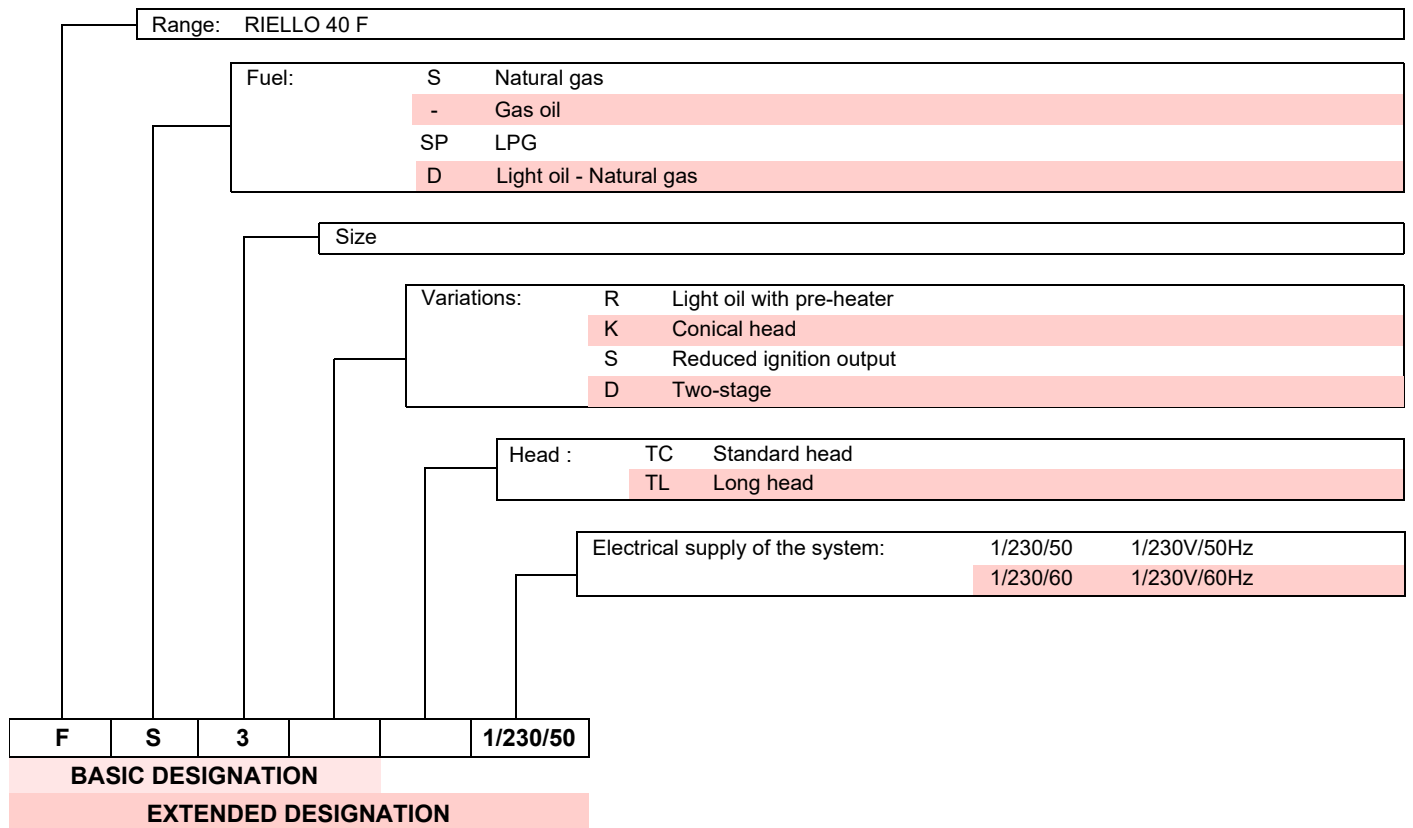 Range: RIELLO 40 F
Fuel: S Natural gas
- Gas oil
SP LPG
D Light oil - Natural gas
Size
Variations: R Light oil with pre-heater
K Conical head
S Reduced ignition output
D Two-stage
Head : TC Standard head
TL Long head
Electrical supply of the system: 1/230/50 1/230V/50Hz
1/230/60 1/230V/60Hz
F S 3 1/230/50
BASIC DESIGNATION
EXTENDED DESIGNATION